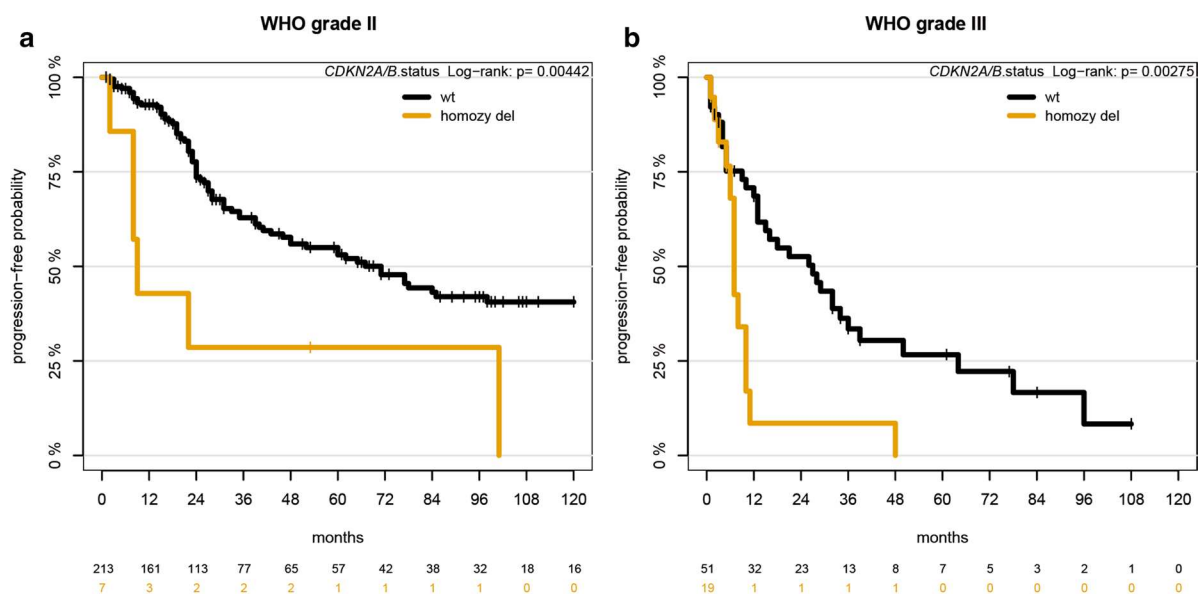 a
WHO grade II
CDKN2A/B.status Log-rank: p= 0.00442
wt
homozy del
progression-free probability
100 %
75 %
50 %
25 %
0 %
0 12 24 36 48 60 72 84 96 108 120
months
213 161 113 77 65 57 42 38 32 18 16
7 3 2 2 2 1 1 1 1 0 0
b
WHO grade III
CDKN2A/B.status Log-rank: p= 0.00275
wt
homozy del
progression-free probability
100 %
75 %
50 %
25 %
0 %
0 12 24 36 48 60 72 84 96 108 120
months
51 32 23 13 8 7 5 3 2 1 0
19 1 1 1 1 0 0 0 0 0 0